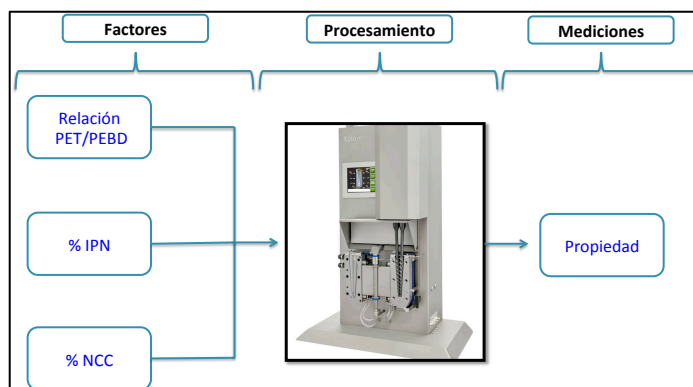 Factores
Procesamiento
Mediciones
Relación
PET/PEBD
% IPN
% NCC
Propiedad